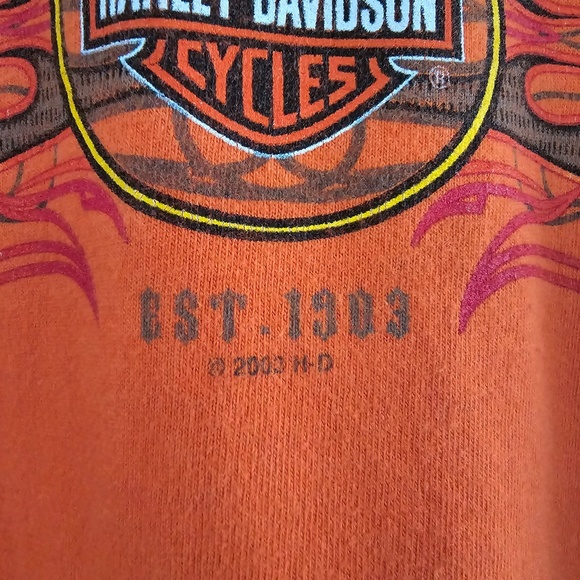 HARLEY-DAVIDSON
CYCLES
®
EST. 1903
© 2003 H-D